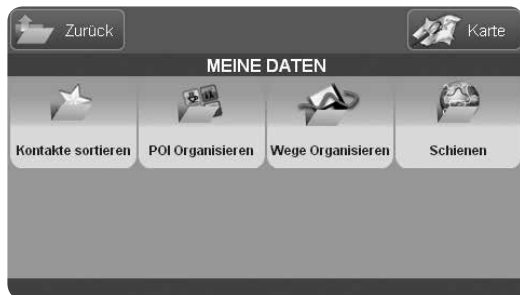 Zurück
Karte
MEINE DATEN
Kontakte sortieren
POI Organisieren
Wege Organisieren
Schienen